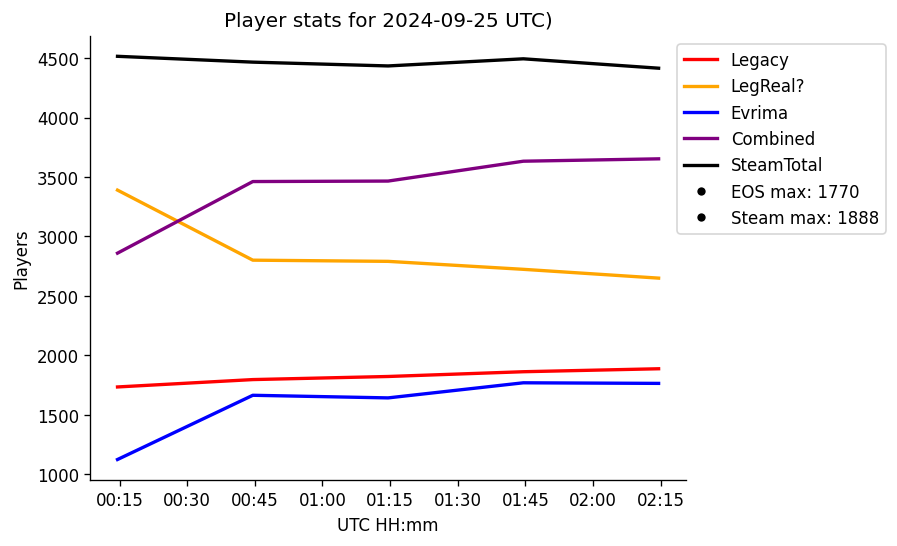 Player stats for 2024-09-25 UTC)
4500
4000
3500
3000
2500
2000
1500
1000
Players
00:15 00:30 00:45 01:00 01:15 01:30 01:45 02:00 02:15
UTC HH:mm
Legacy
LegReal?
Evrima
Combined
SteamTotal
EOS max: 1770
Steam max: 1888